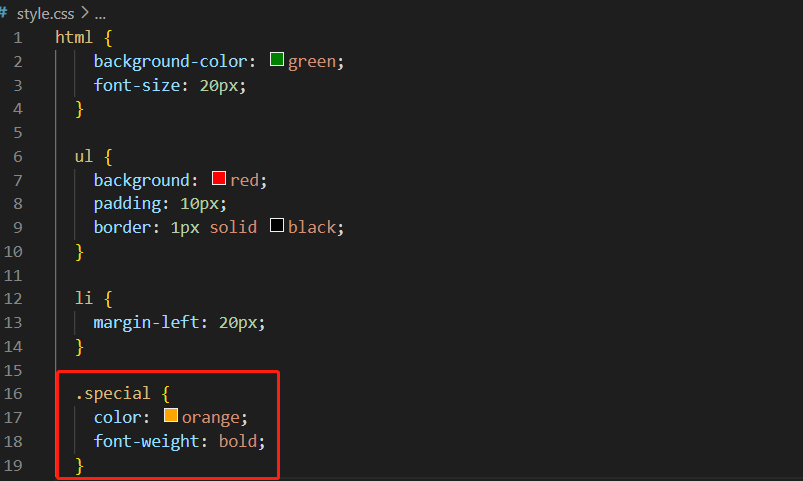 # style.css > ...
1 html {
2 background-color: green;
3 font-size: 20px;
4 }
5
6 ul {
7 background: red;
8 padding: 10px;
9 border: 1px solid black;
10 }
11
12 li {
13 margin-left: 20px;
14 }
15
16 .special {
17 color: orange;
18 font-weight: bold;
19 }